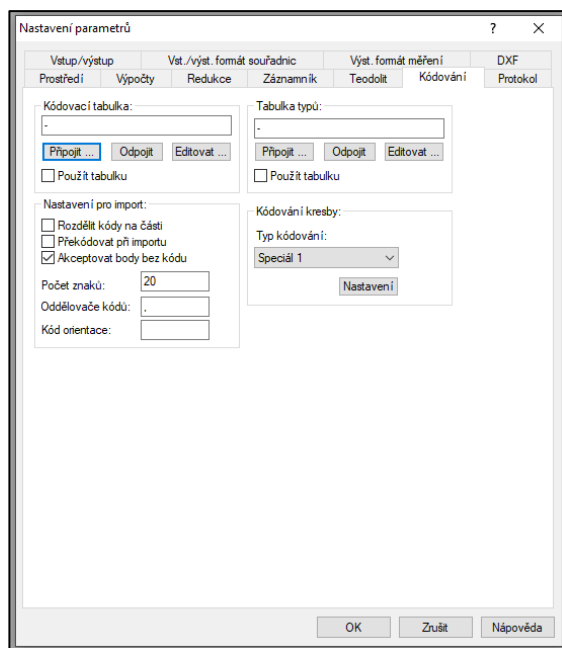 Nastavení parametrů ? ×
Vstup/výstup Vst./výst. formát souřadnic Výst. formát měření DXF
Prostředí Výpočty Redukce Záznamník Teodolit Kódování Protokol
Kódovací tabulka: Tabulka typů:
- -
Připojit ... Odpojit Editovat ... Připojit ... Odpojit Editovat ...
Použít tabulku Použít tabulku
Nastavení pro import: Kódování kresby:
Rozdělit kódy na části
Překódovat při importu Typ kódování:
Akceptovat body bez kódu Speciál 1
Počet znaků: 20 Nastavení
Oddělovače kódů: .
Kód orientace:
OK Zrušit Nápověda